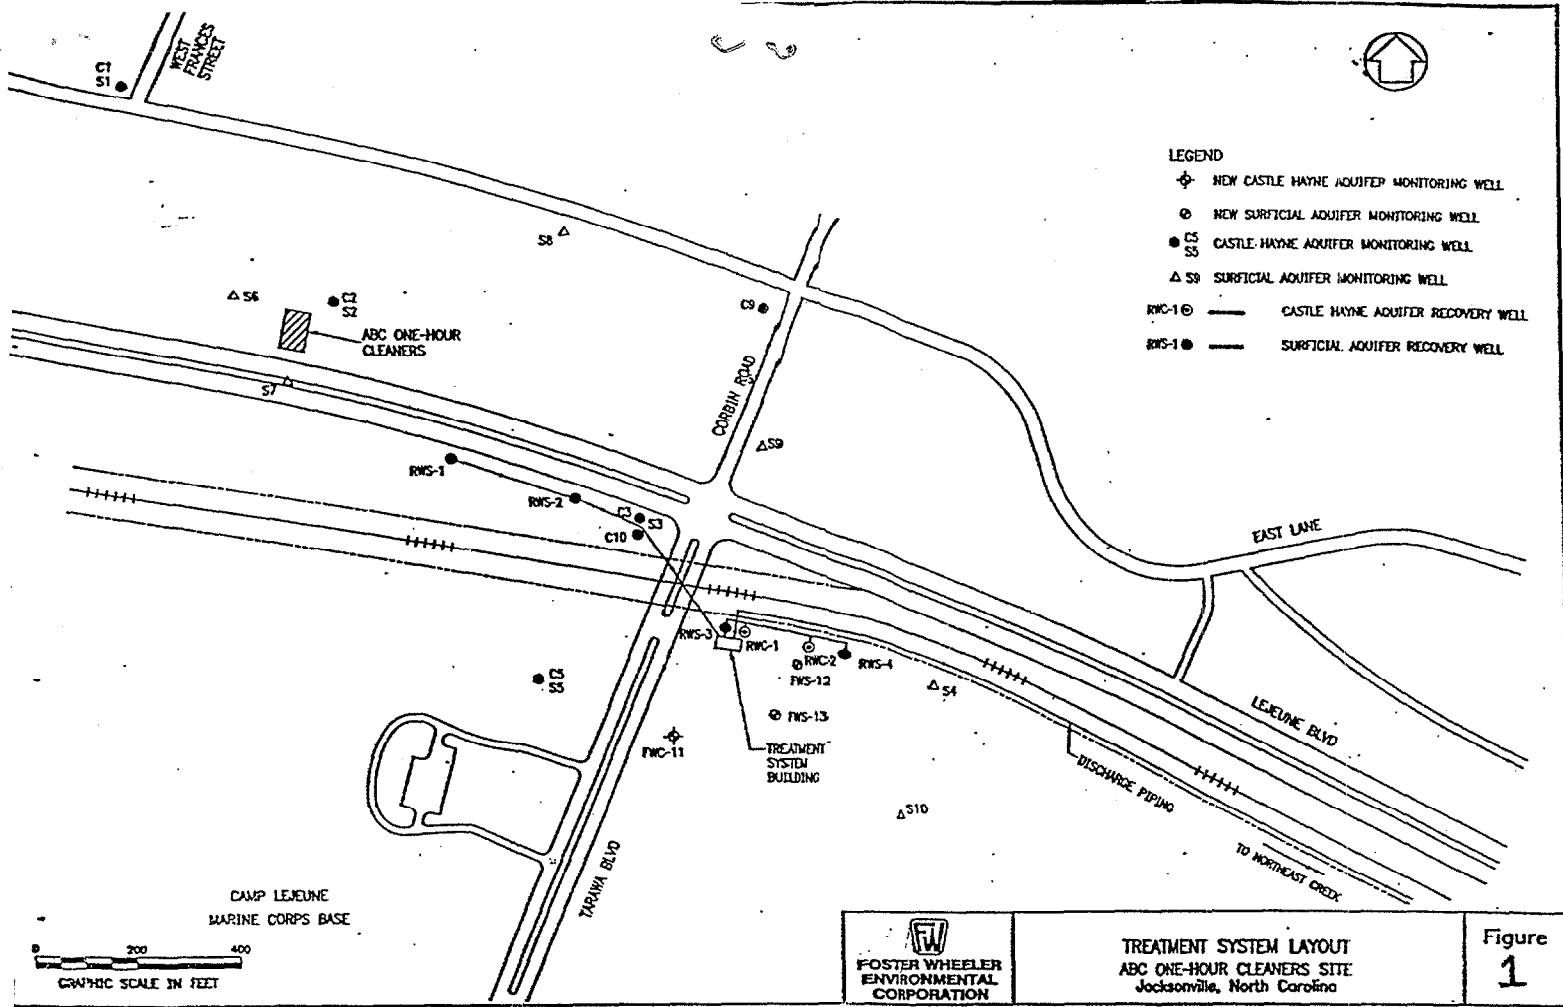 WEST
FRANCES
STREET
C1
S1
LEGEND
NEW CASTLE HAYNE AQUIFER MONITORING WELL
NEW SURFICIAL AQUIFER MONITORING WELL
C5
S5
CASTLE HAYNE AQUIFER MONITORING WELL
S9 SURFICIAL AQUIFER MONITORING WELL
RWC-1 CASTLE HAYNE AQUIFER RECOVERY WELL
RWS-1 SURFICIAL AQUIFER RECOVERY WELL
S8
S6
C2
S2
C9
ABC ONE-HOUR
CLEANERS
S7
CORBIN ROAD
S9
RWS-1
RWS-2
C3
S3
C10
EAST LANE
RWS-3
RWC-1
RWC-2
RWS-4
FWS-12
C5
S5
S4
FWS-13
LEJEUNE BLVD
FWC-11
TREATMENT
SYSTEM
BUILDING
DISCHARGE PIPING
S10
TO NORTHEAST CREEK
TARAWA BLVD
CAMP LEJEUNE
MARINE CORPS BASE
0 200 400
GRAPHIC SCALE IN FEET
FW
FOSTER WHEELER
ENVIRONMENTAL
CORPORATION
TREATMENT SYSTEM LAYOUT
ABC ONE-HOUR CLEANERS SITE
Jacksonville, North Carolina
Figure
1